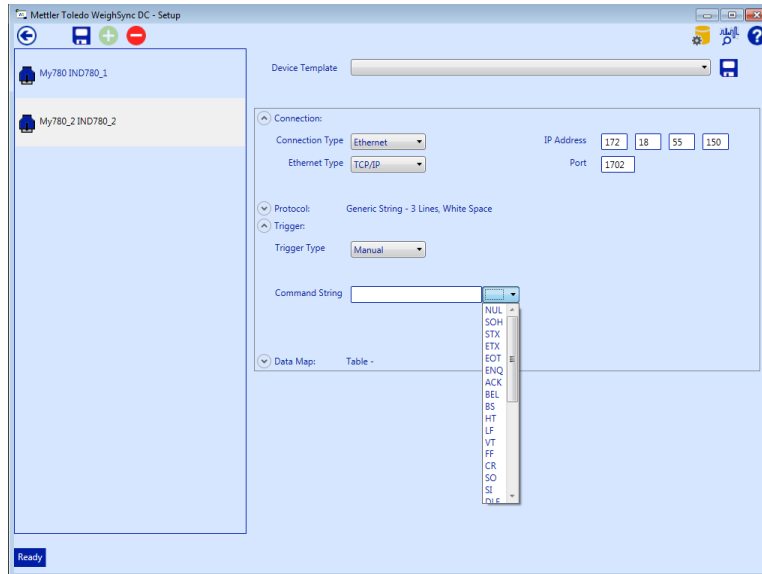 Mettler Toledo WeighSync DC - Setup
My780 IND780_1
My780_2 IND780_2
Device Template
Connection:
Connection Type Ethernet IP Address 172 18 55 150
Ethernet Type TCP/IP Port 1702
Protocol: Generic String - 3 Lines, White Space
Trigger:
Trigger Type Manual
Command String
NUL
SOH
STX
ETX
EOT
ENQ
ACK
BEL
BS
HT
LF
VT
FF
CR
SO
SI
DLE
Data Map: Table -
Ready